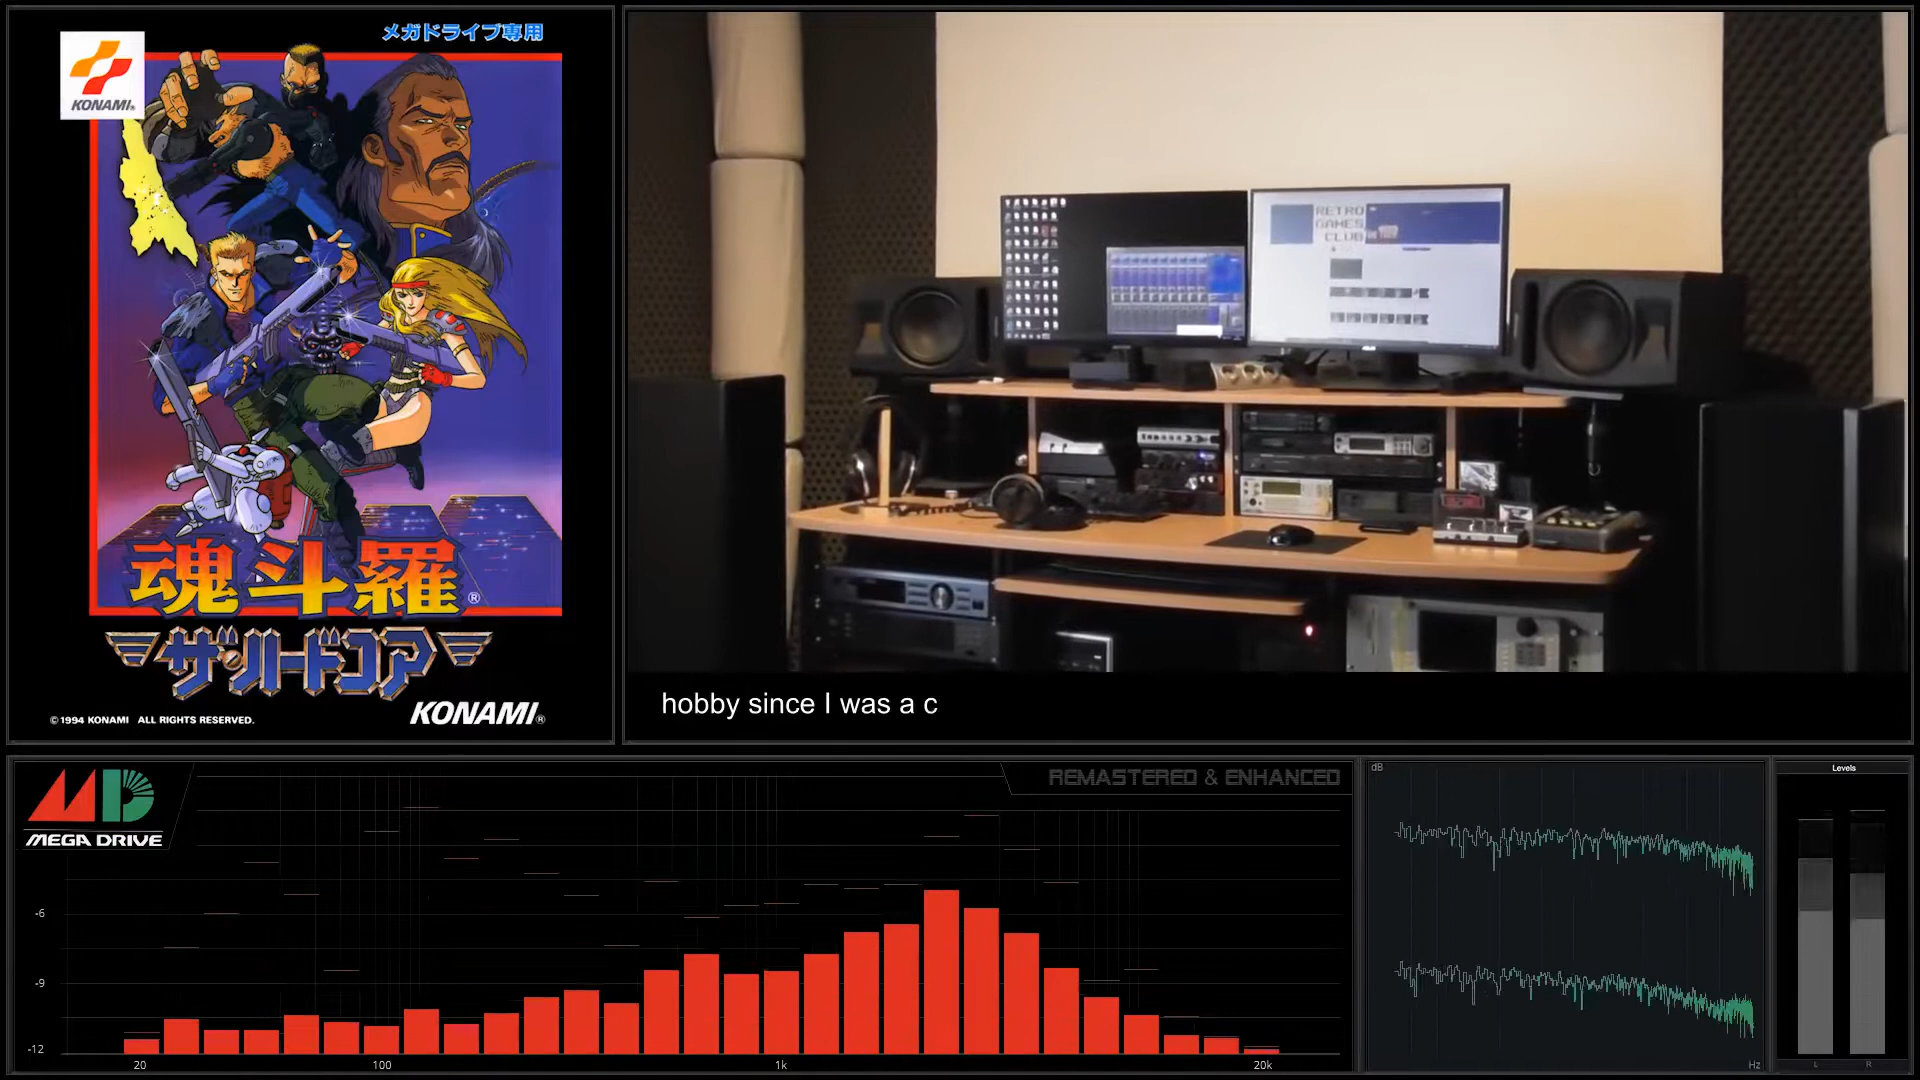 メガドライブ専用
KONAMI®
魂斗羅®
ザ・ハードコア
KONAMI®
©1994 KONAMI ALL RIGHTS RESERVED.
RETRO
GAMES
CLUB
hobby since I was a c
MD
MEGA DRIVE
REMASTERED & ENHANCED
-6
-9
-12
20
100
1k
20k
dB
Hz
Levels
L
R